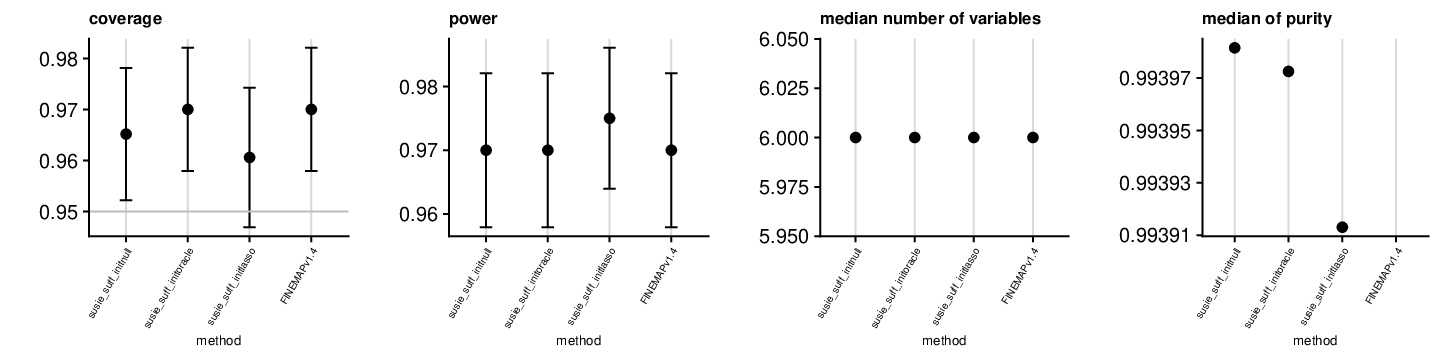 coverage
0.98
0.97
0.96
0.95
susie_suff_initnull
susie_suff_initoracle
susie_suff_initlasso
FINEMAPv1.4
method
power
0.98
0.97
0.96
susie_suff_initnull
susie_suff_initoracle
susie_suff_initlasso
FINEMAPv1.4
method
median number of variables
6.050
6.025
6.000
5.975
5.950
susie_suff_initnull
susie_suff_initoracle
susie_suff_initlasso
FINEMAPv1.4
method
median of purity
0.99397
0.99395
0.99393
0.99391
susie_suff_initnull
susie_suff_initoracle
susie_suff_initlasso
FINEMAPv1.4
method